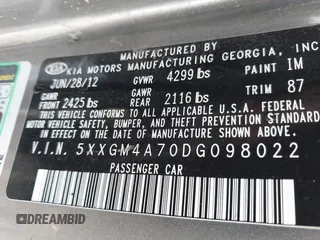 MANUFACTURED BY
KIA KIA MOTORS MANUFACTURING GEORGIA, INC
JUN/28/12 GVWR 4299 lbs PAINT IM
GAWR GAWR
FRONT 2425 lbs REAR 2116 lbs TRIM 87
THIS VEHICLE CONFORMS TO ALL APPLICABLE U.S.A. FEDERAL
MOTOR VEHICLE SAFETY, BUMPER, AND THEFT PREVENTION
STANDARDS IN EFFECT ON THE DATE OF MANUFACTURE SHOWN ABOVE.
V.I.N. 5XXGM4A70DG098022
PASSENGER CAR
DREAMBID